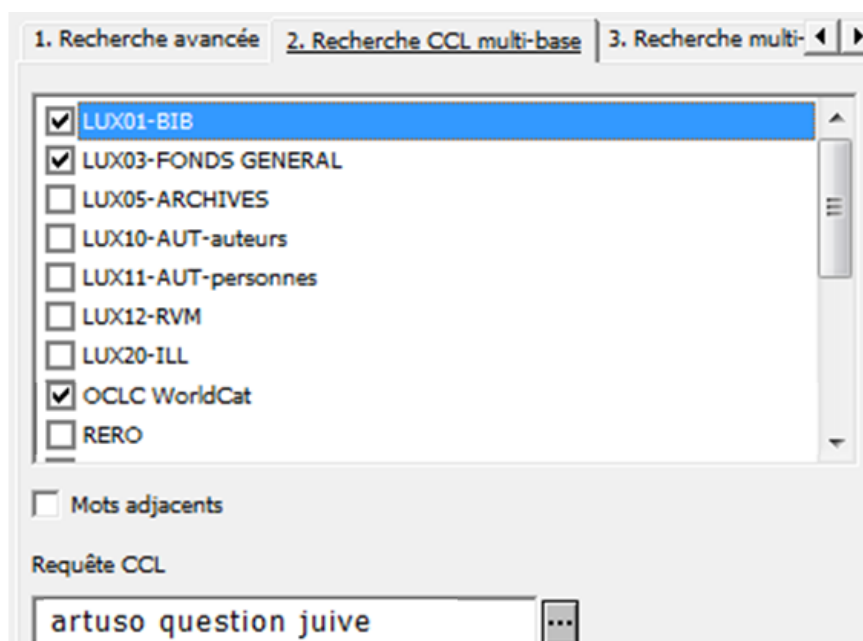 1. Recherche avancée 2. Recherche CCL multi-base 3. Recherche multi-
LUX01-BIB
LUX03-FONDS GENERAL
LUX05-ARCHIVES
LUX10-AUT-auteurs
LUX11-AUT-personnes
LUX12-RVM
LUX20-ILL
OCLC WorldCat
RERO
Mots adjacents
Requête CCL
artuso question juive
...